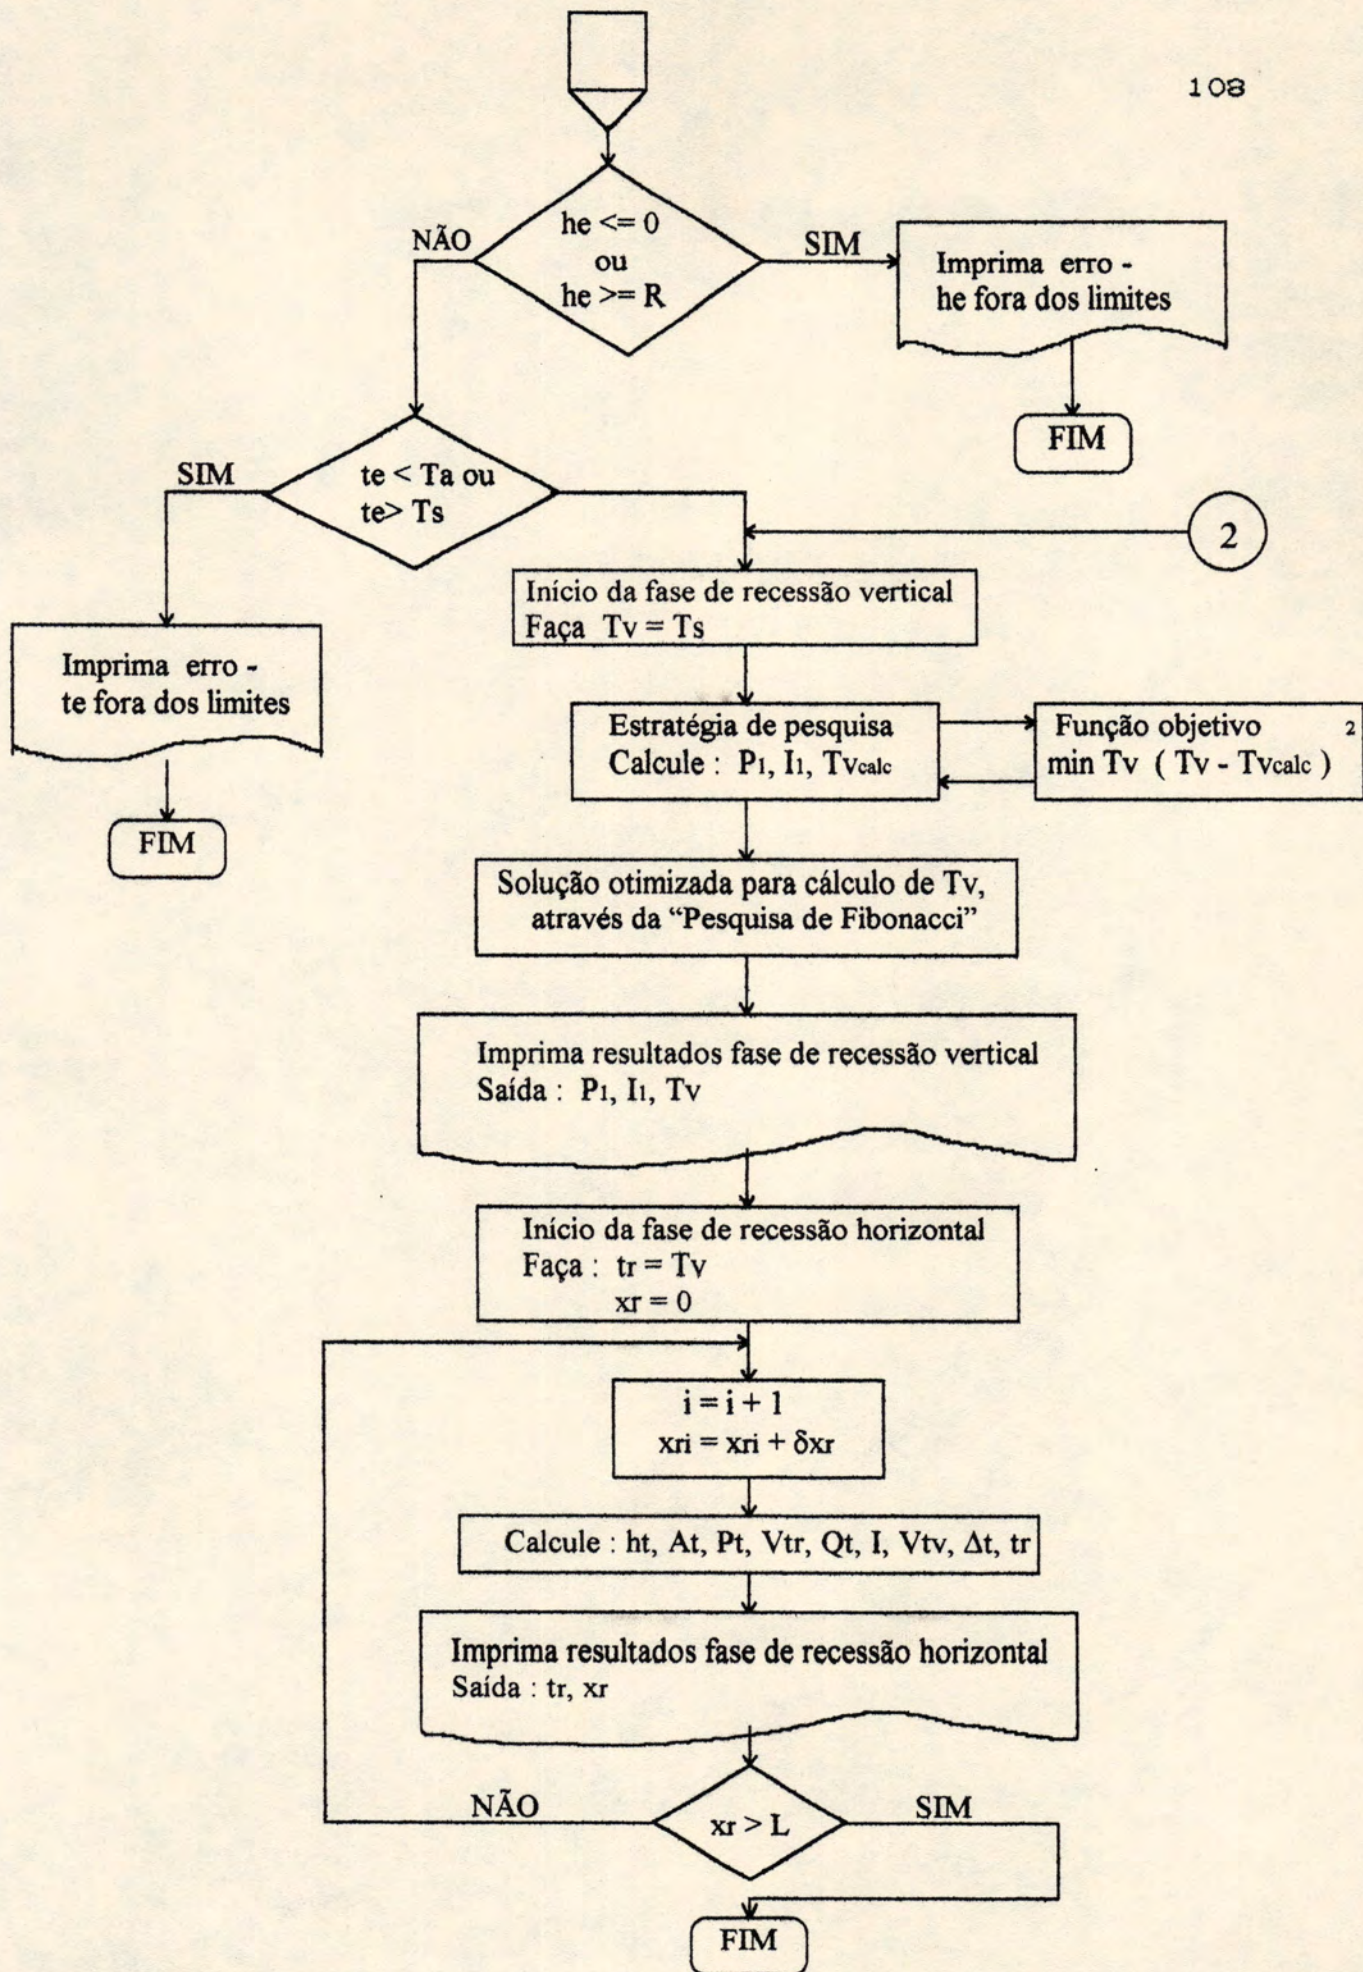 108
he <= 0
ou
he >= R
NÃO
SIM
Imprima erro -
he fora dos limites
FIM
te < Ta ou
te> Ts
SIM
2
Imprima erro -
te fora dos limites
FIM
Início da fase de recessão vertical
Faça Tv = Ts
Estratégia de pesquisa
Calcule : P1, I1, Tvcalc
Função objetivo 2
min Tv ( Tv - Tvcalc )
Solução otimizada para cálculo de Tv,
através da “Pesquisa de Fibonacci”
Imprima resultados fase de recessão vertical
Saída : P1, I1, Tv
Início da fase de recessão horizontal
Faça : tr = Tv
xr = 0
i = i + 1
xri = xri + δxr
Calcule : ht, At, Pt, Vtr, Qt, I, Vtv, Δt, tr
Imprima resultados fase de recessão horizontal
Saída : tr, xr
NÃO
xr > L
SIM
FIM